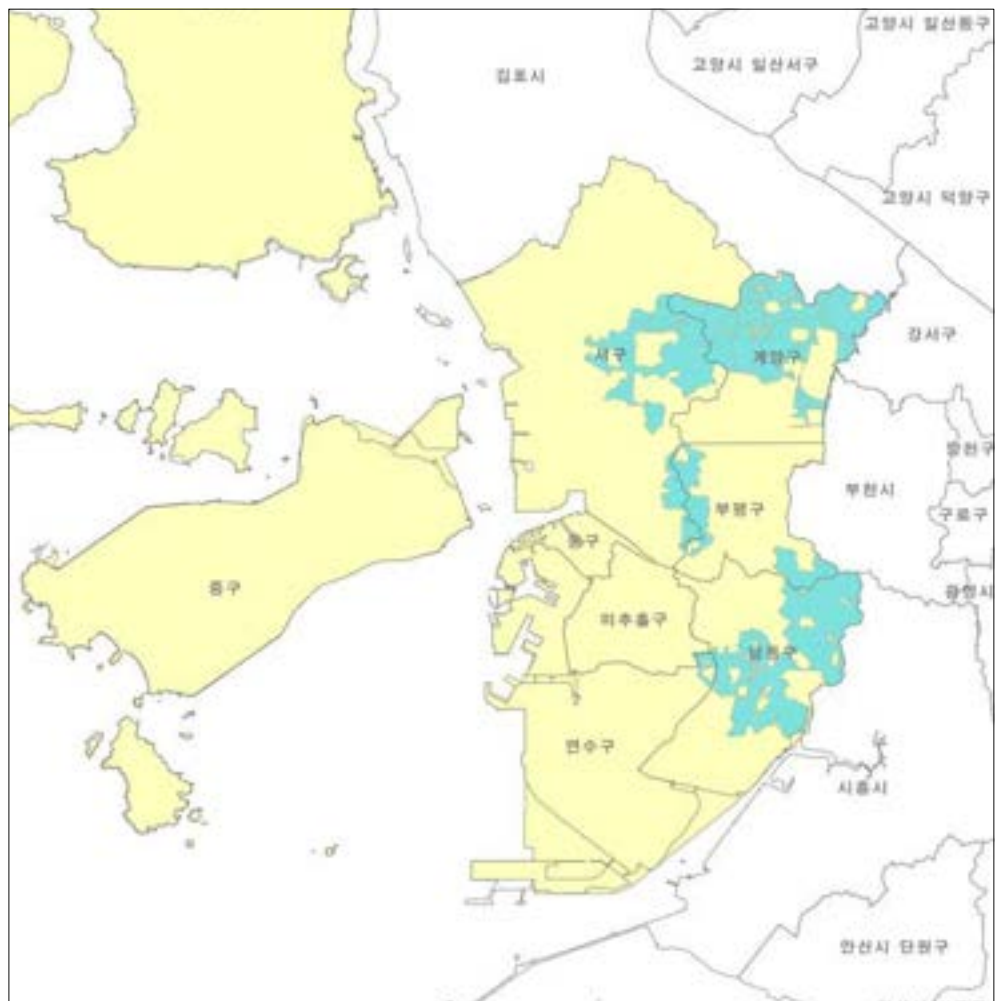 고양시 일산동구
고양시 일산서구
김포시
고양시 덕양구
강서구
서구
계양구
양천구
부천시
부평구
구로구
동구
광명시
중구
미추홀구
남동구
연수구
시흥시
안산시 단원구